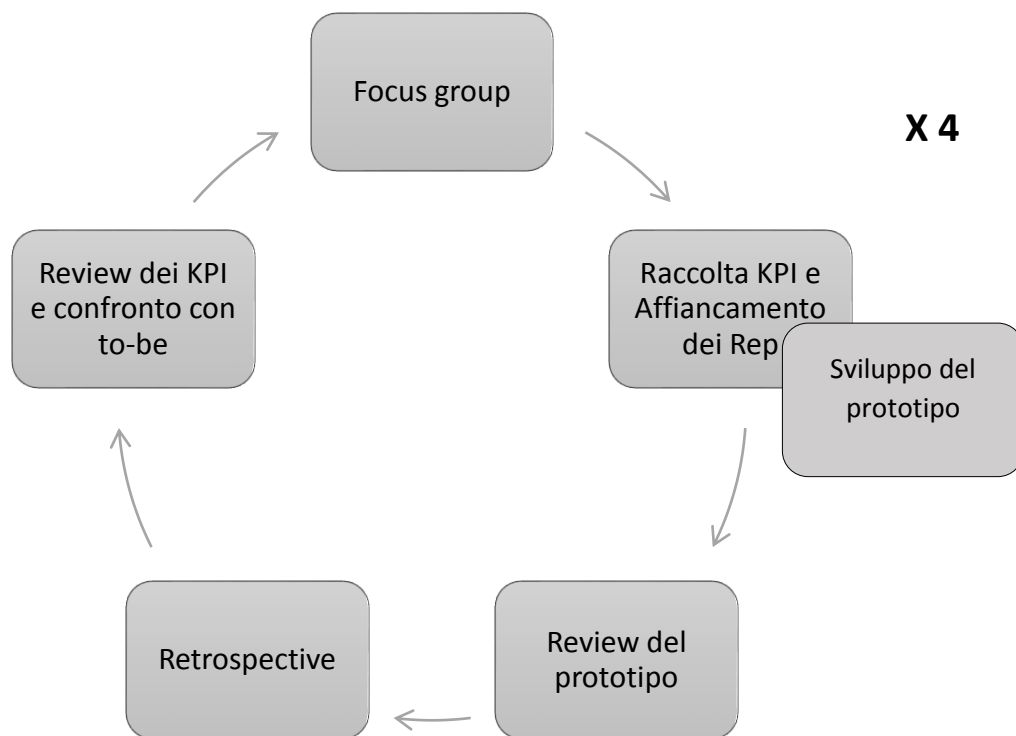 Focus group
X 4
Raccolta KPI e
Affiancamento
dei Rep
Sviluppo del
prototipo
Review del
prototipo
Retrospective
Review dei KPI
e confronto con
to-be